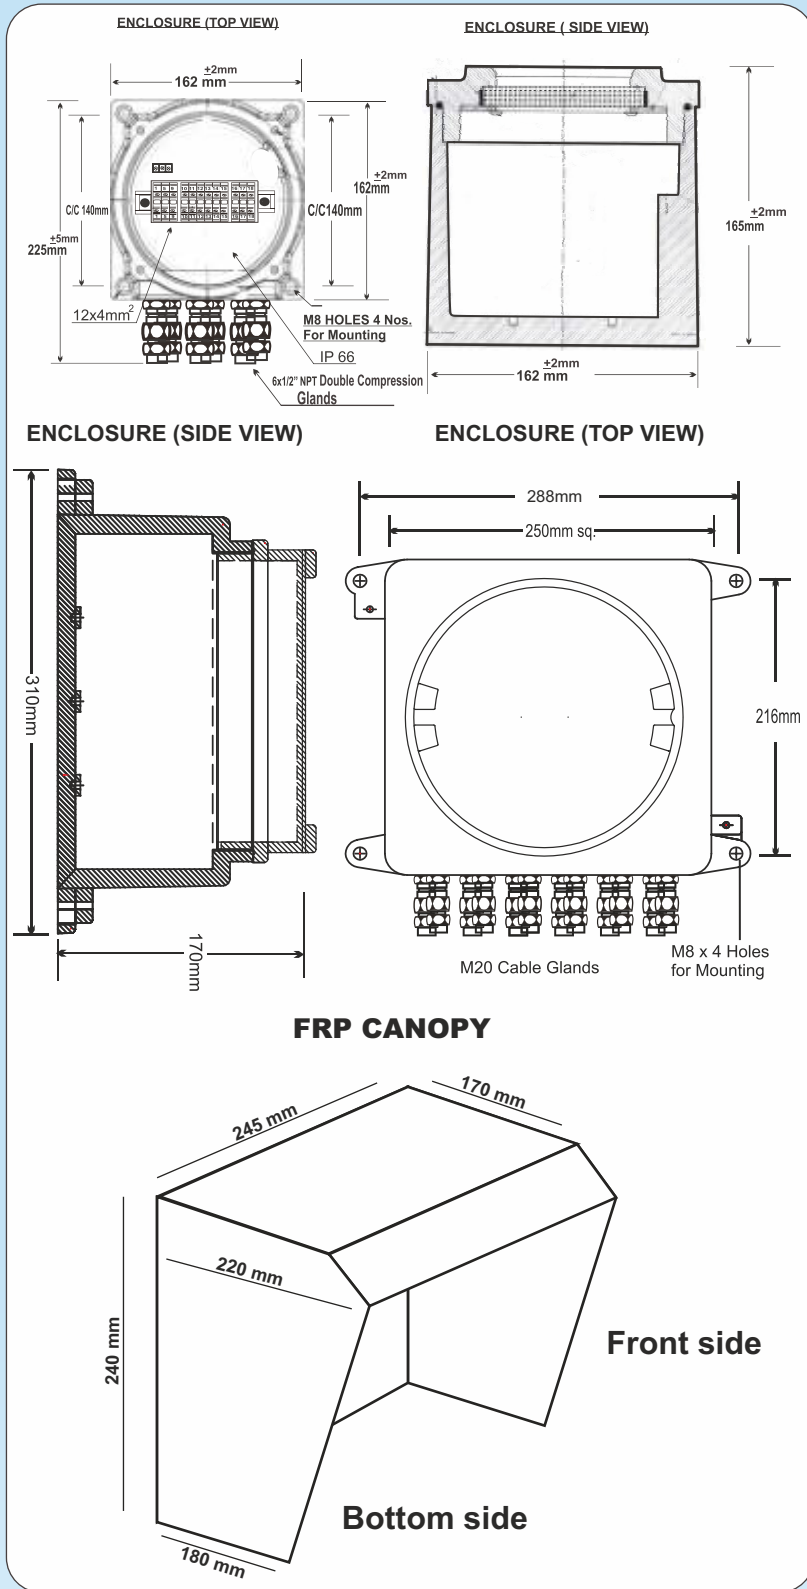 ENCLOSURE (TOP VIEW)
±2mm
162 mm
C/C 140mm
±5mm
225mm
±2mm
162mm
C/C140mm
12x4mm²
M8 HOLES 4 Nos.
For Mounting
IP 66
6x1/2" NPT Double Compression
Glands
ENCLOSURE ( SIDE VIEW)
±2mm
165mm
±2mm
162 mm
ENCLOSURE (SIDE VIEW)
310mm
170mm
ENCLOSURE (TOP VIEW)
288mm
250mm sq.
216mm
M20 Cable Glands
M8 x 4 Holes
for Mounting
FRP CANOPY
245 mm
170 mm
220 mm
240 mm
Front side
Bottom side
180 mm